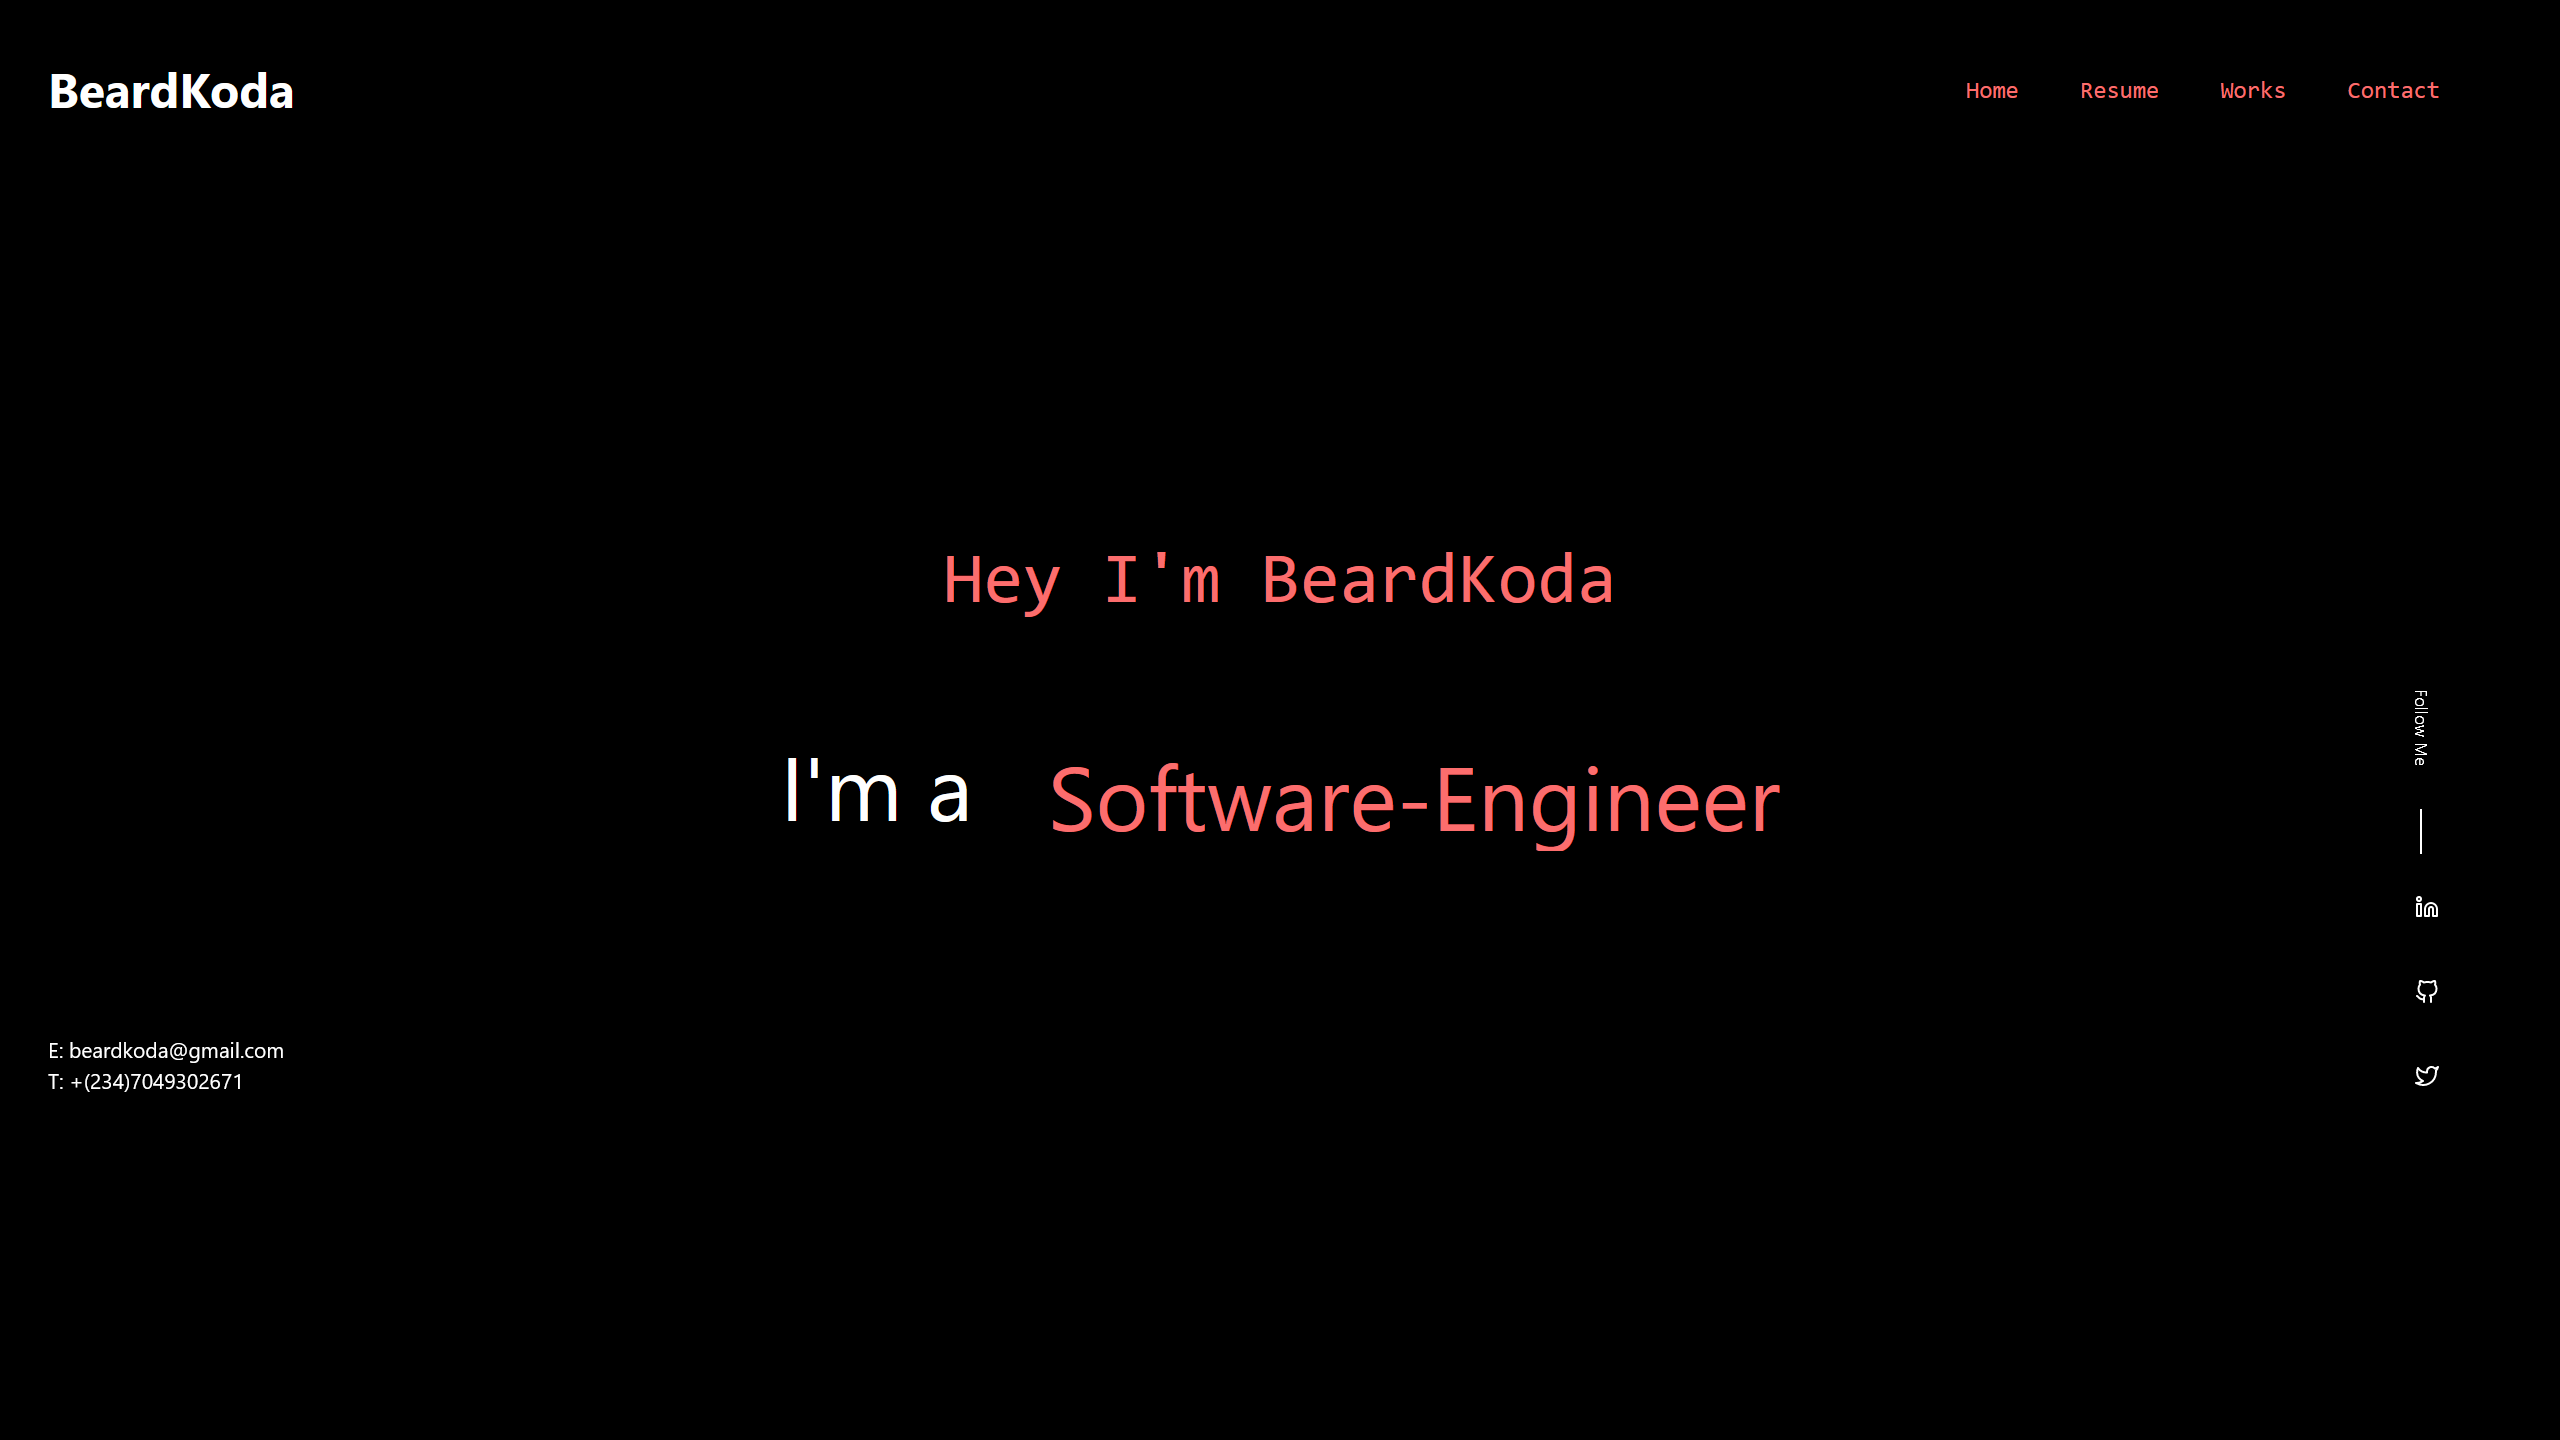 BeardKoda
Home Resume Works Contact
Hey I'm BeardKoda
I'm a Software-Engineer
Follow Me
E: beardkoda@gmail.com
T: +(234)7049302671